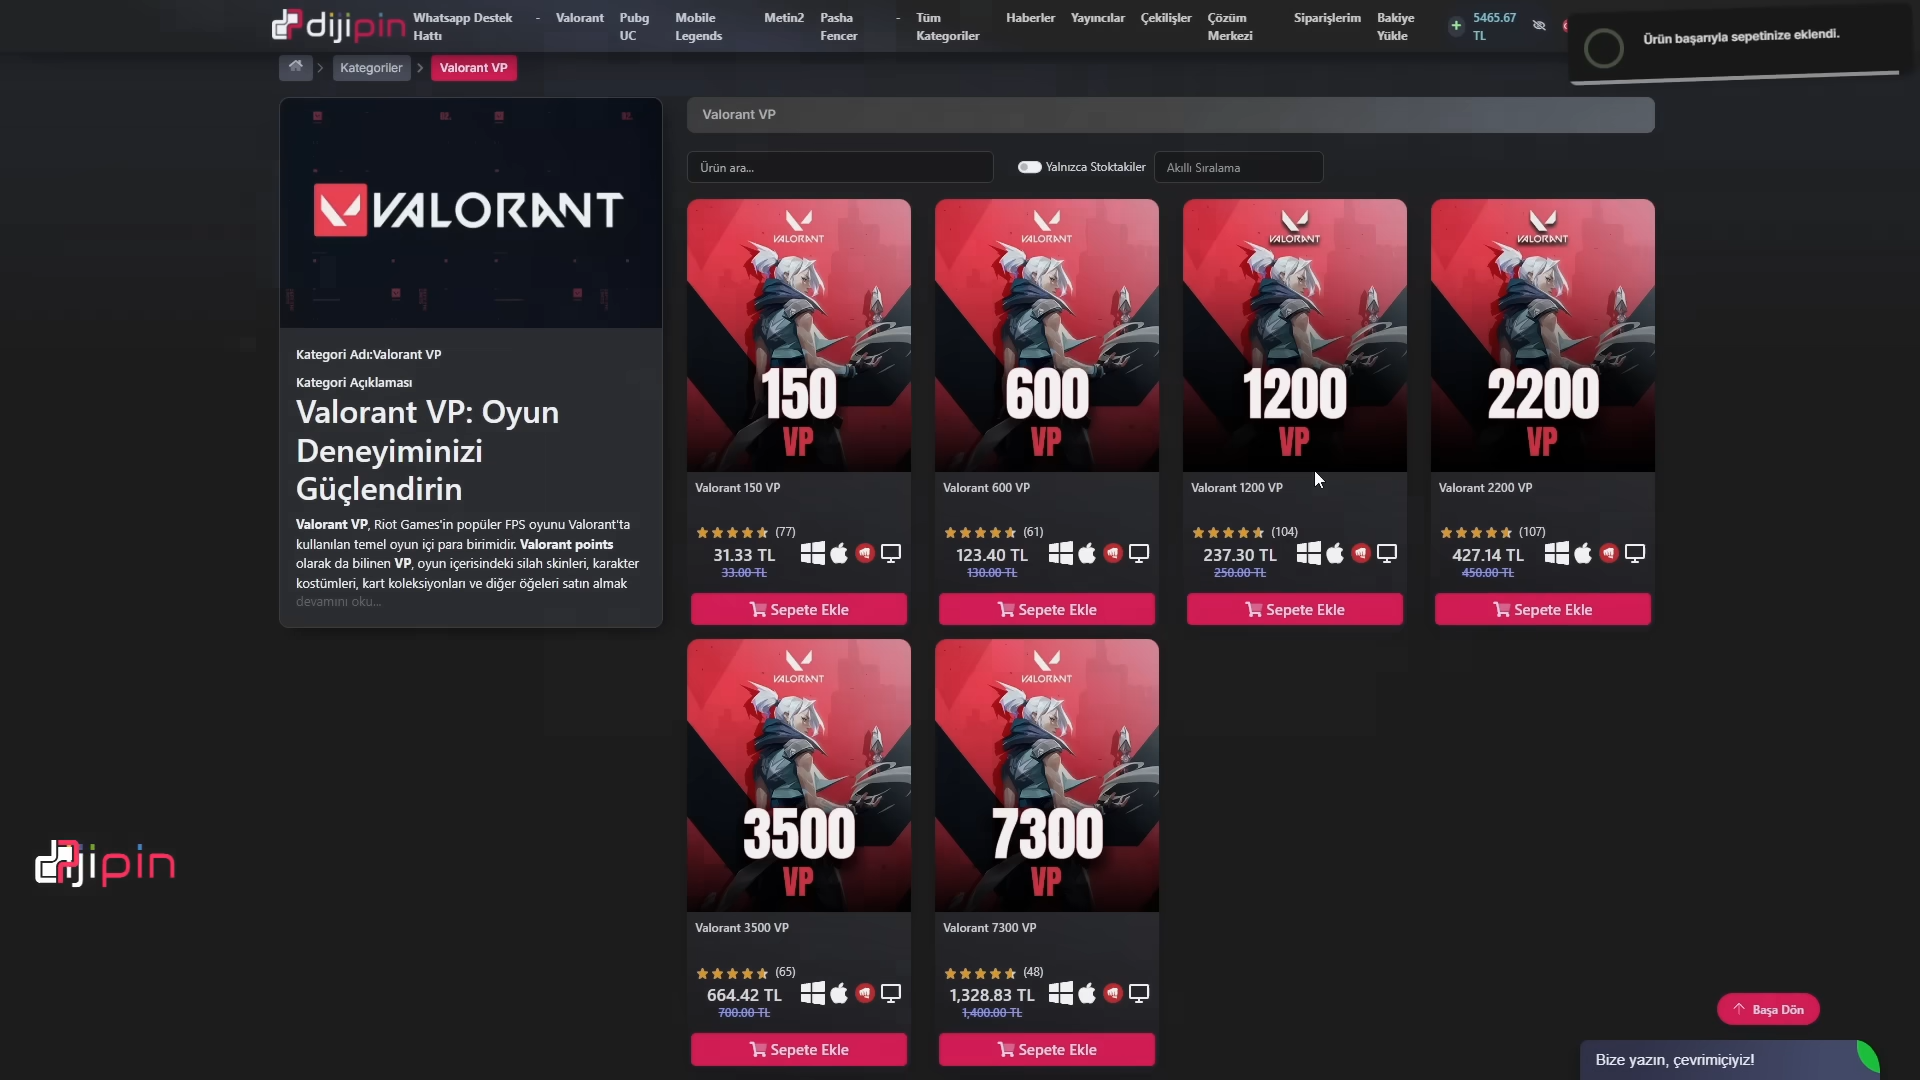 dijipin
Whatsapp Destek Hattı
-
Valorant
Pubg UC
Mobile Legends
Metin2
Pasha Fencer
-
Tüm Kategoriler
Haberler
Yayıncılar
Çekilişler
Çözüm Merkezi
Siparişlerim
Bakiye Yükle
+ 5465.67 TL
Ürün başarıyla sepetinize eklendi.
Kategoriler
Valorant VP
VALORANT
Kategori Adı:Valorant VP
Kategori Açıklaması
Valorant VP: Oyun
Deneyiminizi
Güçlendirin
Valorant VP, Riot Games'in popüler FPS oyunu Valorant'ta
kullanılan temel oyun içi para birimidir. Valorant points
olarak da bilinen VP, oyun içerisindeki silah skinleri, karakter
kostümleri, kart koleksiyonları ve diğer öğeleri satın almak
devamını oku...
Valorant VP
Ürün ara...
Yalnızca Stoktakiler
Akıllı Sıralama
VALORANT
150
VP
Valorant 150 VP
(77)
31.33 TL
33.00 TL
Sepete Ekle
VALORANT
600
VP
Valorant 600 VP
(61)
123.40 TL
130.00 TL
Sepete Ekle
VALORANT
1200
VP
Valorant 1200 VP
(104)
237.30 TL
250.00 TL
Sepete Ekle
VALORANT
2200
VP
Valorant 2200 VP
(107)
427.14 TL
450.00 TL
Sepete Ekle
VALORANT
3500
VP
Valorant 3500 VP
(65)
664.42 TL
700.00 TL
Sepete Ekle
VALORANT
7300
VP
Valorant 7300 VP
(48)
1,328.83 TL
1,400.00 TL
Sepete Ekle
dijipin
Başa Dön
Bize yazın, çevrimiçiyiz!